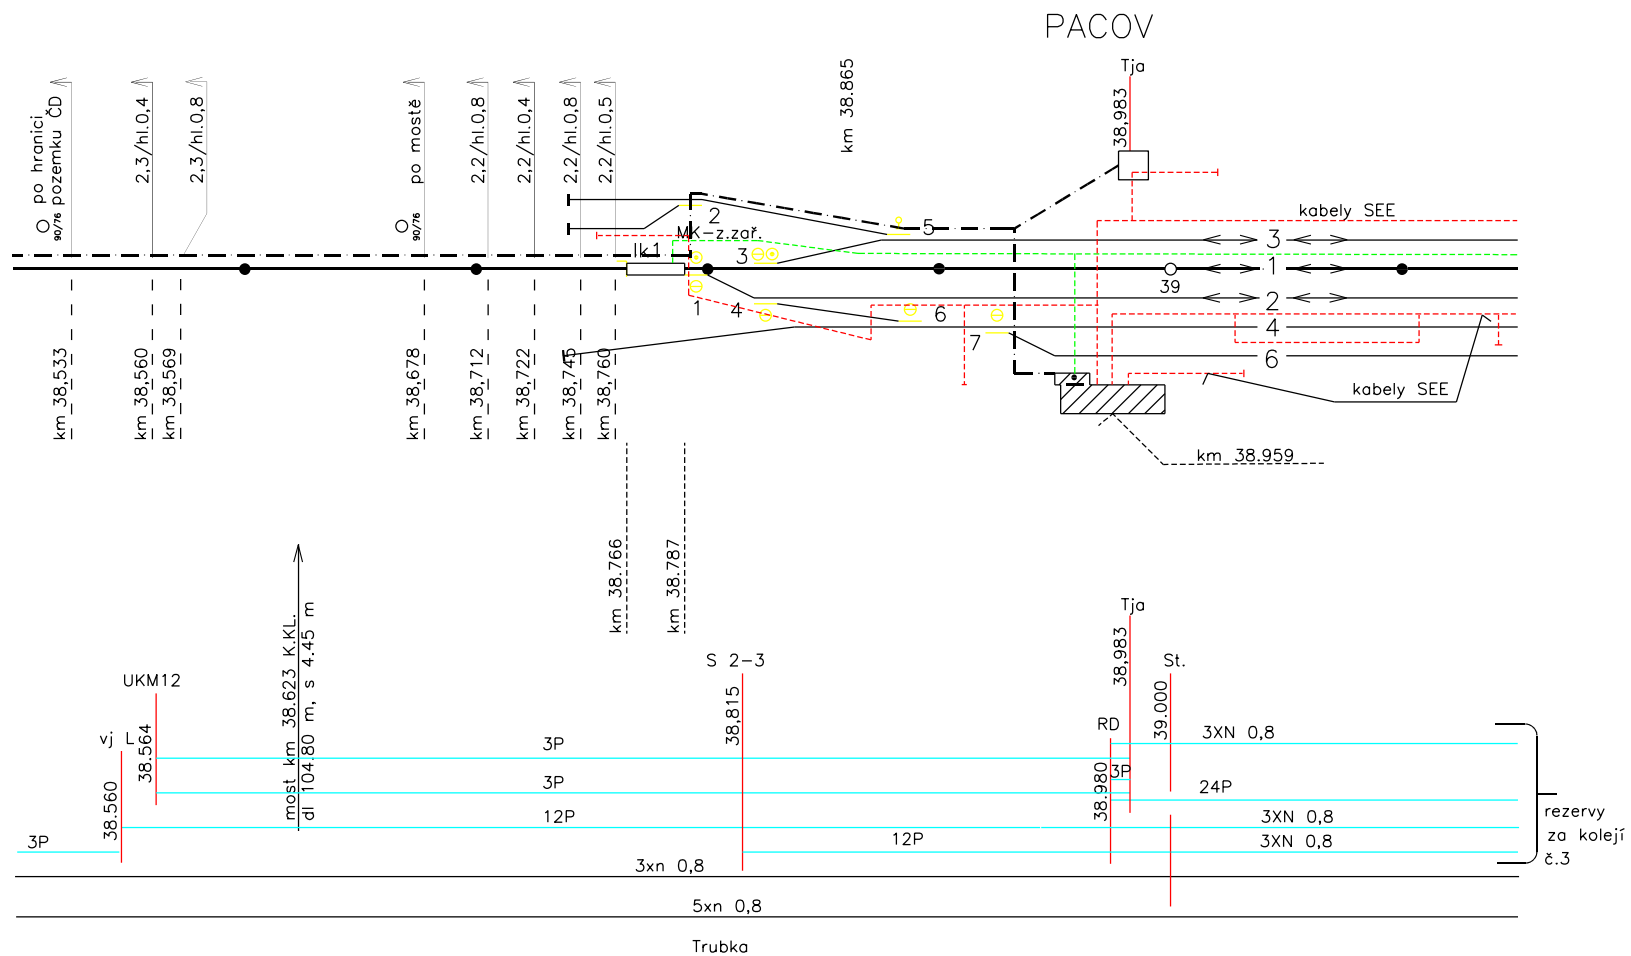 PACOV
Tja
38,983
km 38.865
po hranici
pozemku ČD
90/76
2,3/hl.0,4
2,3/hl.0,8
po mostě
90/76
2,2/hl.0,8
2,2/hl.0,4
2,2/hl.0,8
2,2/hl.0,5
kabely SEE
2
5
MK-z.zař.
lk1
3
3
1
39
2
1
4
6
4
7
6
kabely SEE
km 38.959
km 38,533
km 38,560
km 38,569
km 38,678
km 38,712
km 38,722
km 38,745
km 38,760
km 38.766
km 38.787
most km 38.623 K.KL.
dl 104.80 m, s 4.45 m
Tja
38,983
S 2-3
38,815
St.
39.000
UKM12
38.564
vj L
38.560
RD
38.980
3XN 0,8
3P
3P
3P
24P
12P
3XN 0,8
3P
12P
3XN 0,8
rezervy
za kolejí
č.3
3xn 0,8
5xn 0,8
Trubka